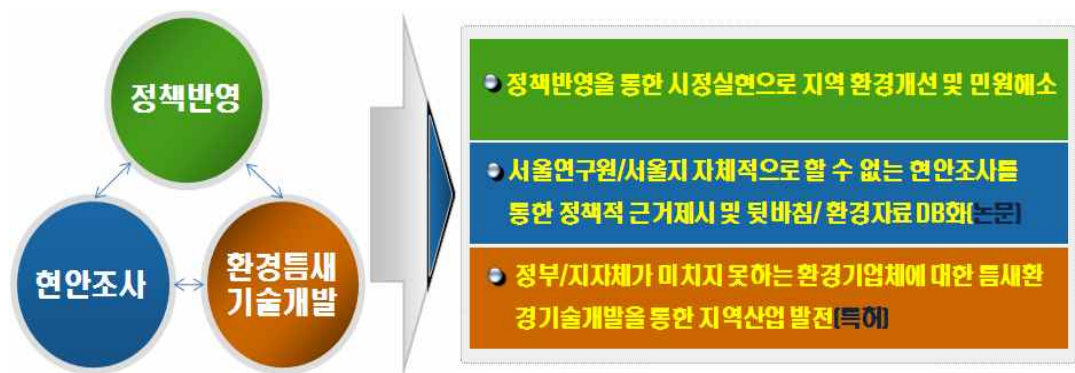 정책반영
현안조사
환경틈새
기술개발
정책반영을 통한 시정실현으로 지역 환경개선 및 민원해소
서울연구원/서울지 자체적으로 할 수 없는 현안조사를
통한 정책적 근거제시 및 뒷바침/ 환경자료 DB화(논문)
정부/지자체가 미치지 못하는 환경기업체에 대한 틈새환
경기술개발을 통한 지역산업 발전(특허)